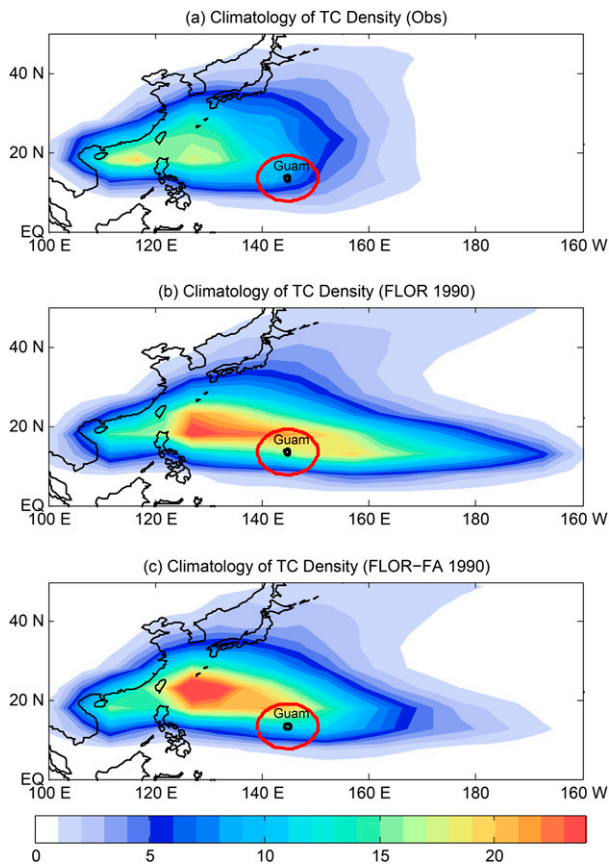 (a) Climatology of TC Density (Obs)
40 N
20 N
Guam
EQ
100 E 120 E 140 E 160 E 180 160 W
(b) Climatology of TC Density (FLOR 1990)
40 N
20 N
Guam
EQ
100 E 120 E 140 E 160 E 180 160 W
(c) Climatology of TC Density (FLOR−FA 1990)
40 N
20 N
Guam
EQ
100 E 120 E 140 E 160 E 180 160 W
0 5 10 15 20